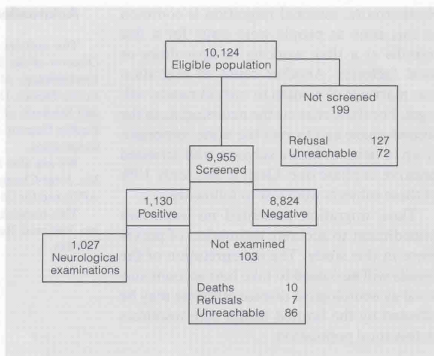 10,124
Eligible population
Not screened
199
Refusal 127
Unreachable 72
9,955
Screened
1,130
Positive
8,824
Negative
1,027
Neurological
examinations
Not examined
103
Deaths 10
Refusals 7
Unreachable 86